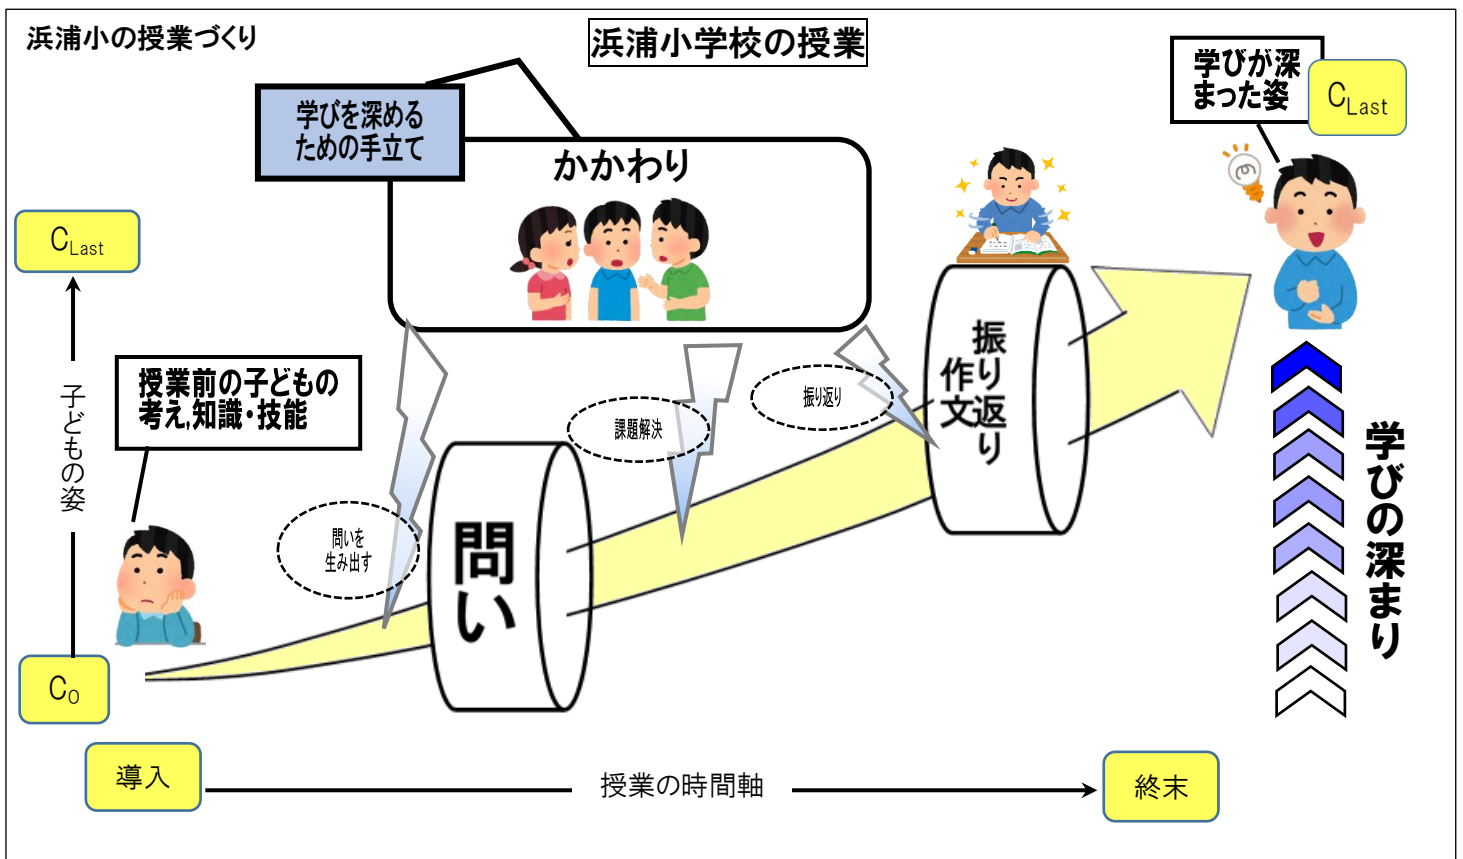 浜浦小の授業づくり
浜浦小学校の授業
学びが深
まった姿
CLast
学びを深める
ための手立て
かかわり
CLast
子どもの姿
C0
授業前の子どもの
考え,知識・技能
問いを
生み出す
問い
課題解決
振り返り
振り返り
作文
学びの深まり
導入
授業の時間軸
終末